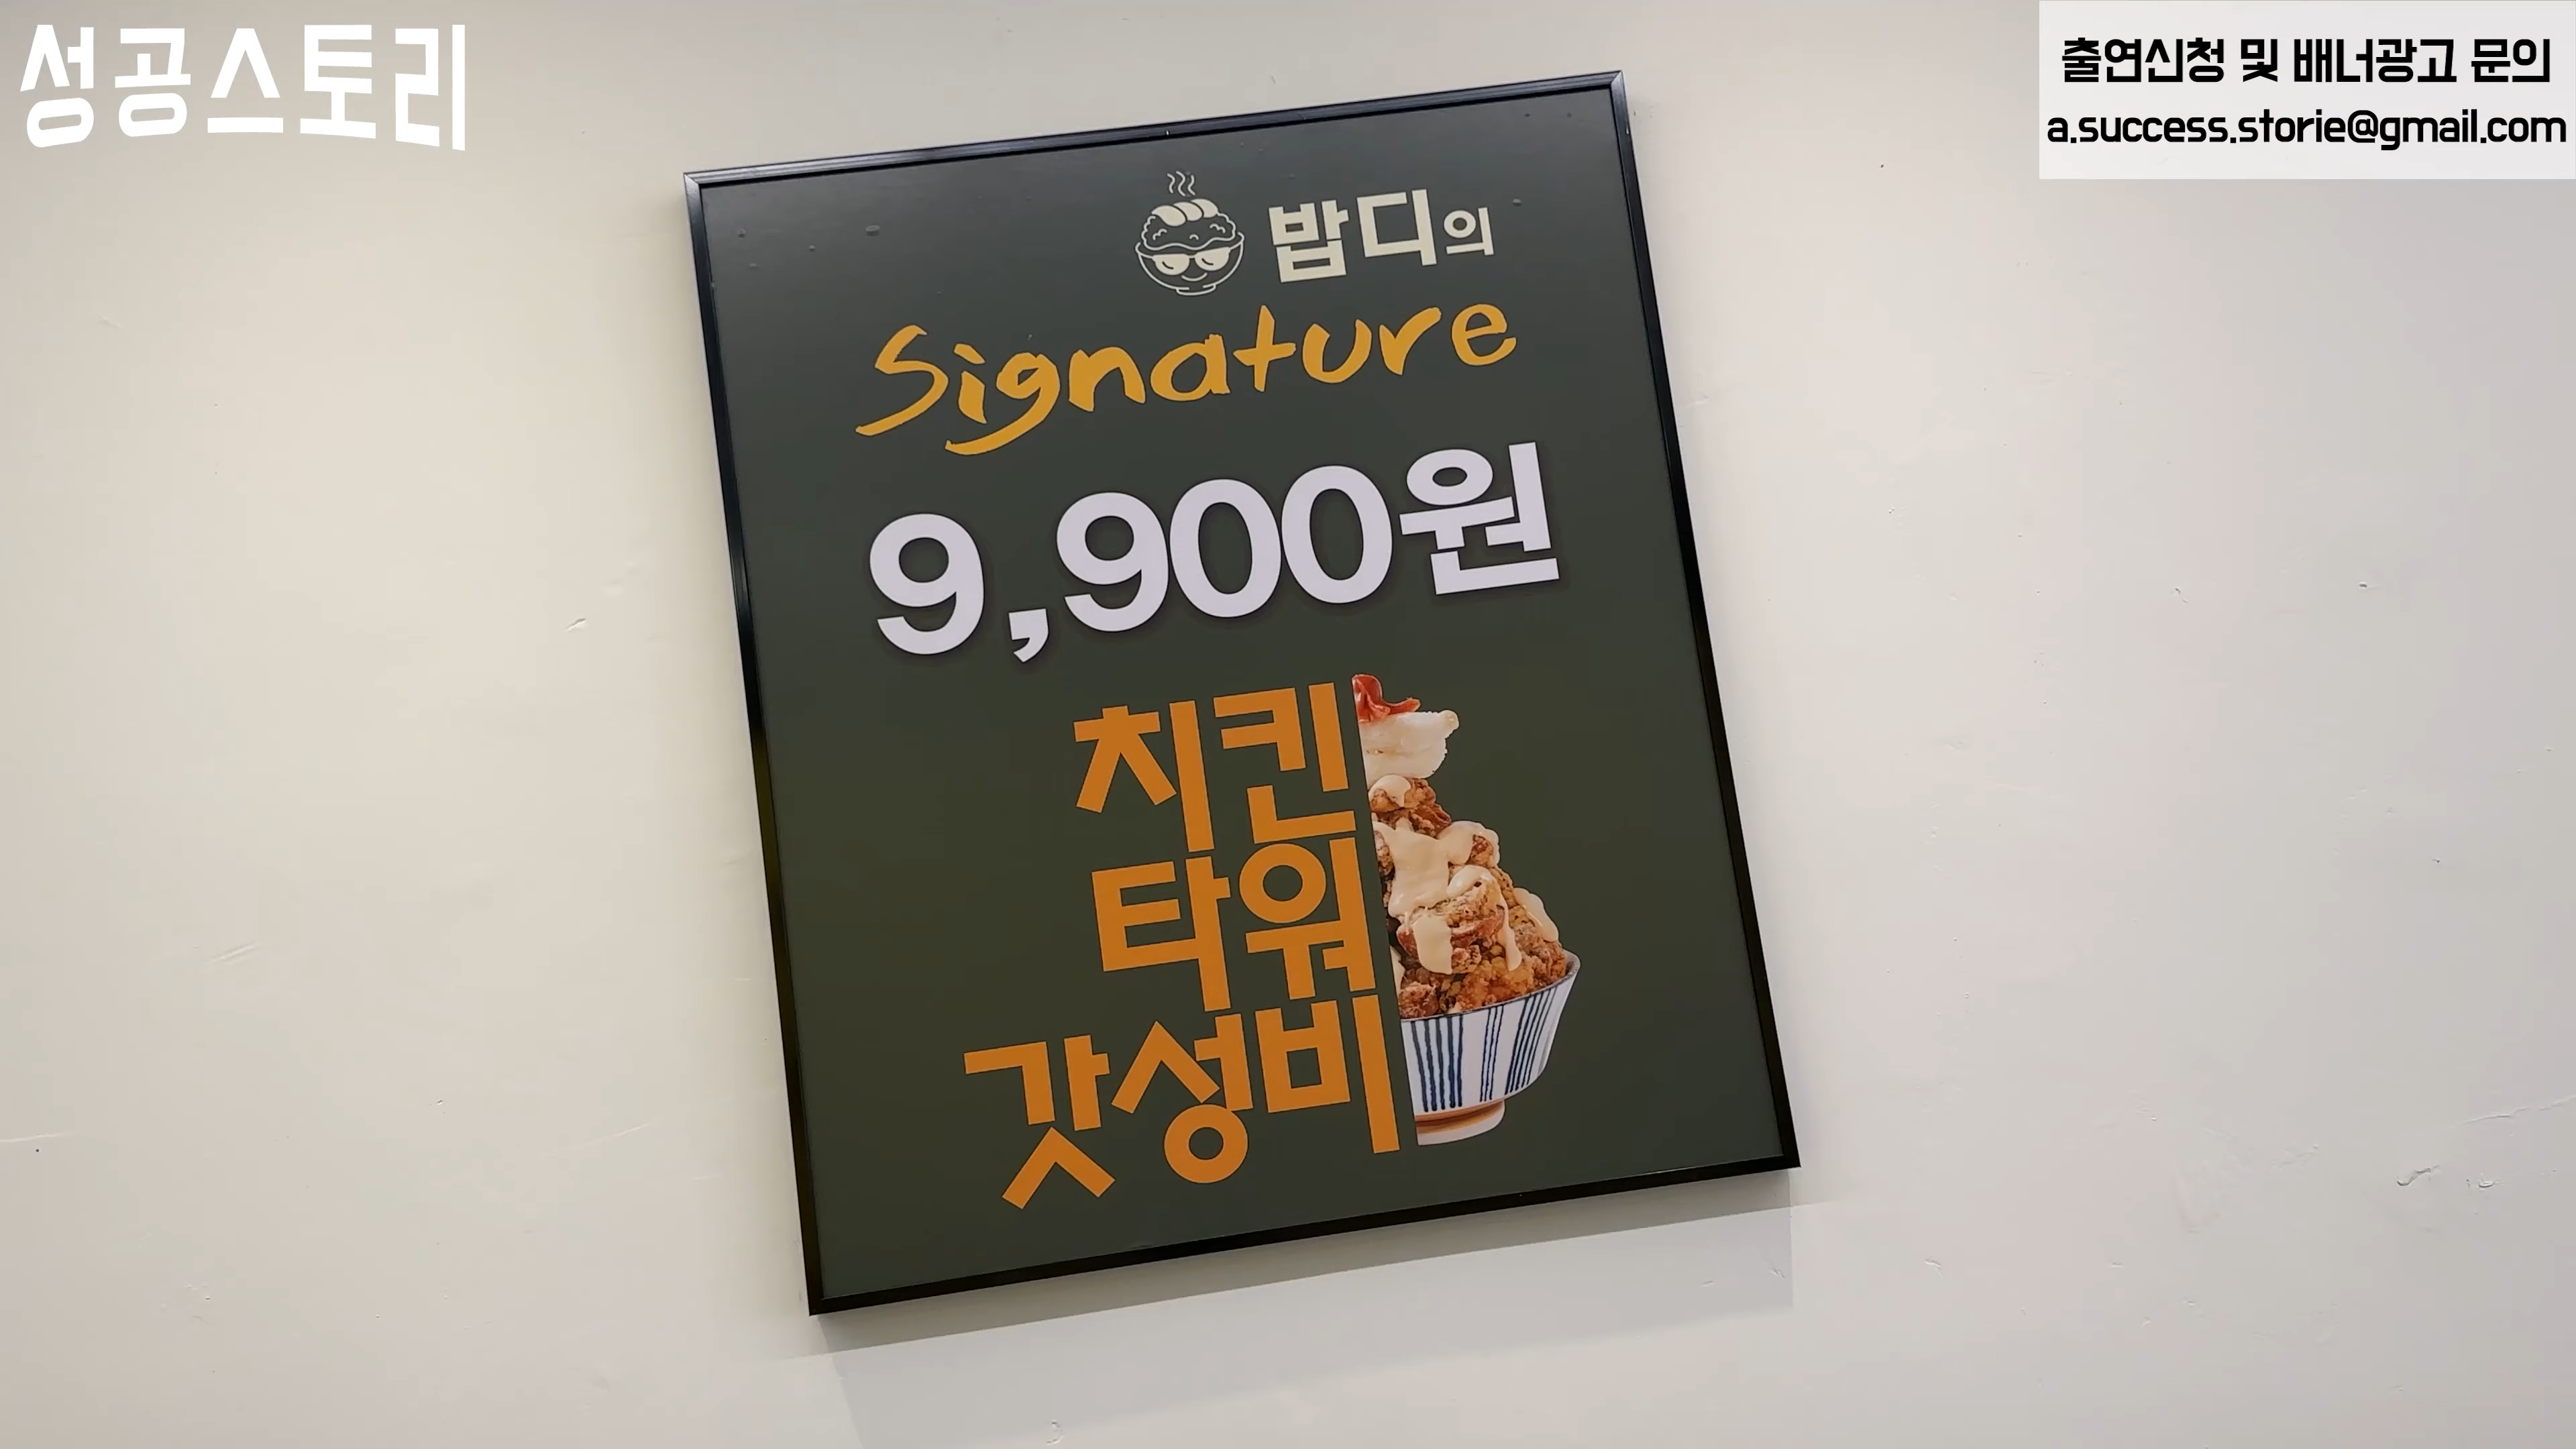 성공스토리
출연신청 및 배너광고 문의
a.success.storie@gmail.com
밥디의
Signature
9,900원
치킨
타워
갓성비